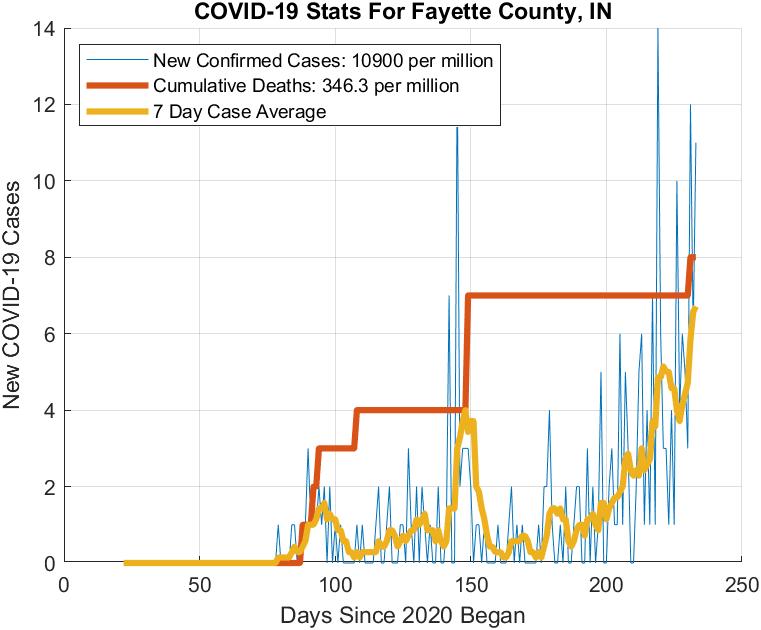 COVID-19 Stats For Fayette County, IN
New Confirmed Cases: 10900 per million
Cumulative Deaths: 346.3 per million
7 Day Case Average
New COVID-19 Cases
14
12
10
8
6
4
2
0
0 50 100 150 200 250
Days Since 2020 Began